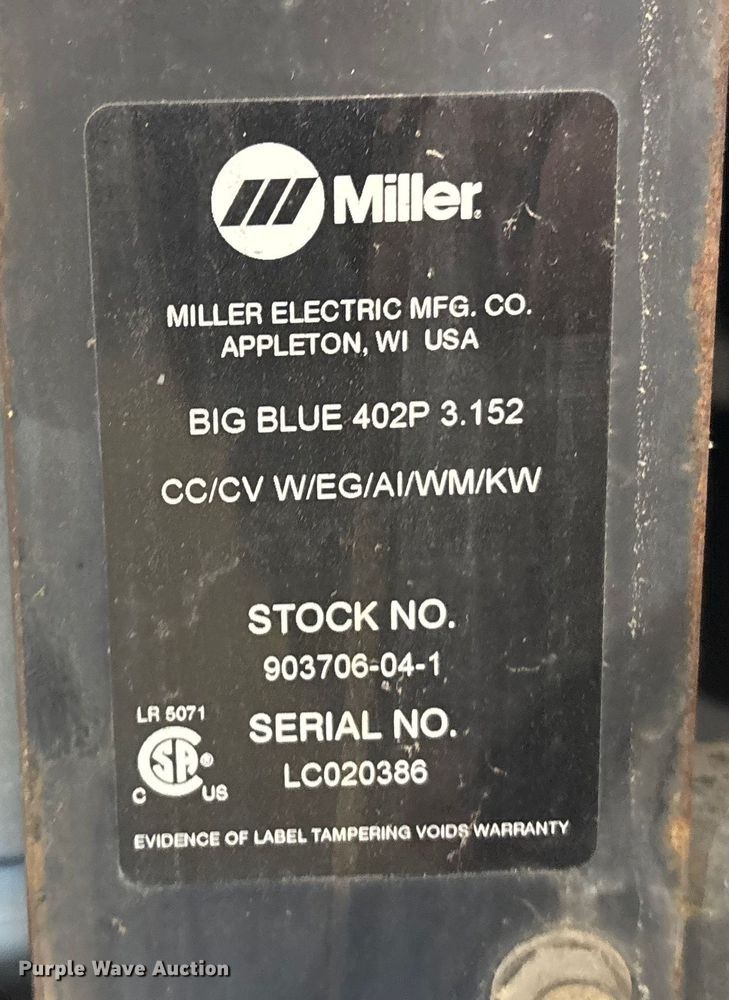 Miller®
MILLER ELECTRIC MFG. CO.
APPLETON, WI USA
BIG BLUE 402P 3.152
CC/CV W/EG/AI/WM/KW
STOCK NO.
903706-04-1
LR 5071
SERIAL NO.
LC020386
SA®
C US
EVIDENCE OF LABEL TAMPERING VOIDS WARRANTY
Purple Wave Auction